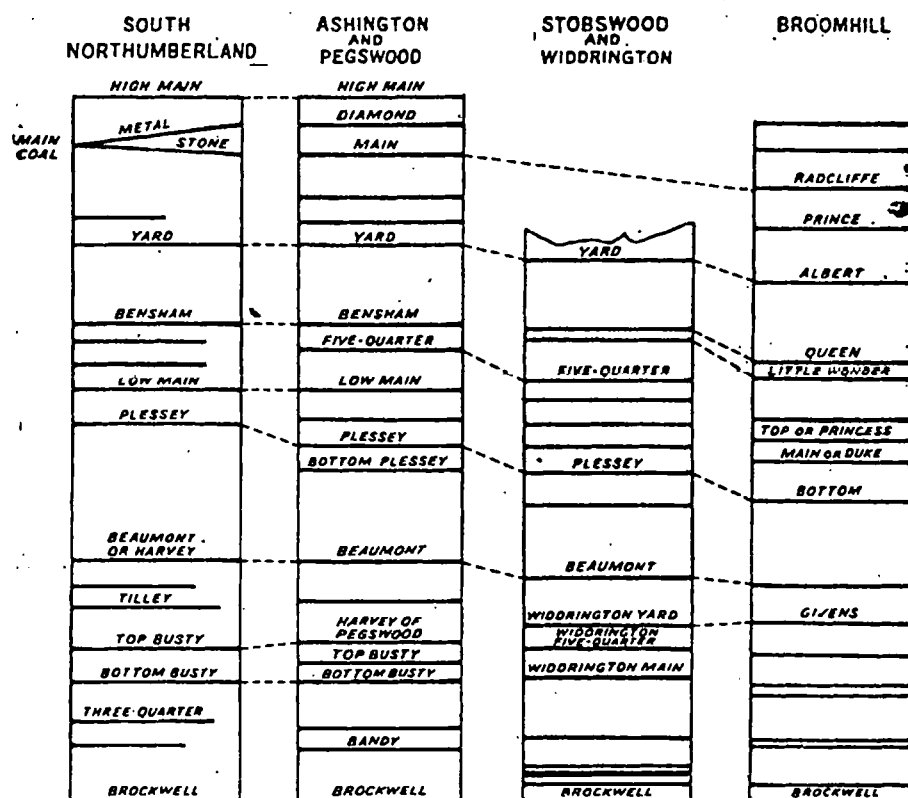 SOUTH
NORTHUMBERLAND
ASHINGTON
AND
PEGSWOOD
STOBSWOOD
AND
WIDDRINGTON
BROOMHILL
HIGH MAIN
METAL
STONE
MAIN
COAL
YARD
BENSHAM
LOW MAIN
PLESSEY
BEAUMONT
OR HARVEY
TILLEY
TOP BUSTY
BOTTOM BUSTY
THREE-QUARTER
BROCKWELL
HIGH MAIN
DIAMOND
MAIN
YARD
BENSHAM
FIVE-QUARTER
LOW MAIN
PLESSEY
BOTTOM PLESSEY
BEAUMONT
HARVEY OF
PEGSWOOD
TOP BUSTY
BOTTOM BUSTY
BANDY
BROCKWELL
YARD
FIVE-QUARTER
PLESSEY
BEAUMONT
WIDDRINGTON YARD
WIDDRINGTON
FIVE-QUARTER
WIDDRINGTON MAIN
BROCKWELL
RADCLIFFE
PRINCE
ALBERT
QUEEN
LITTLE WONDER
TOP OR PRINCESS
MAIN OR DUKE
BOTTOM
GIVENS
BROCKWELL